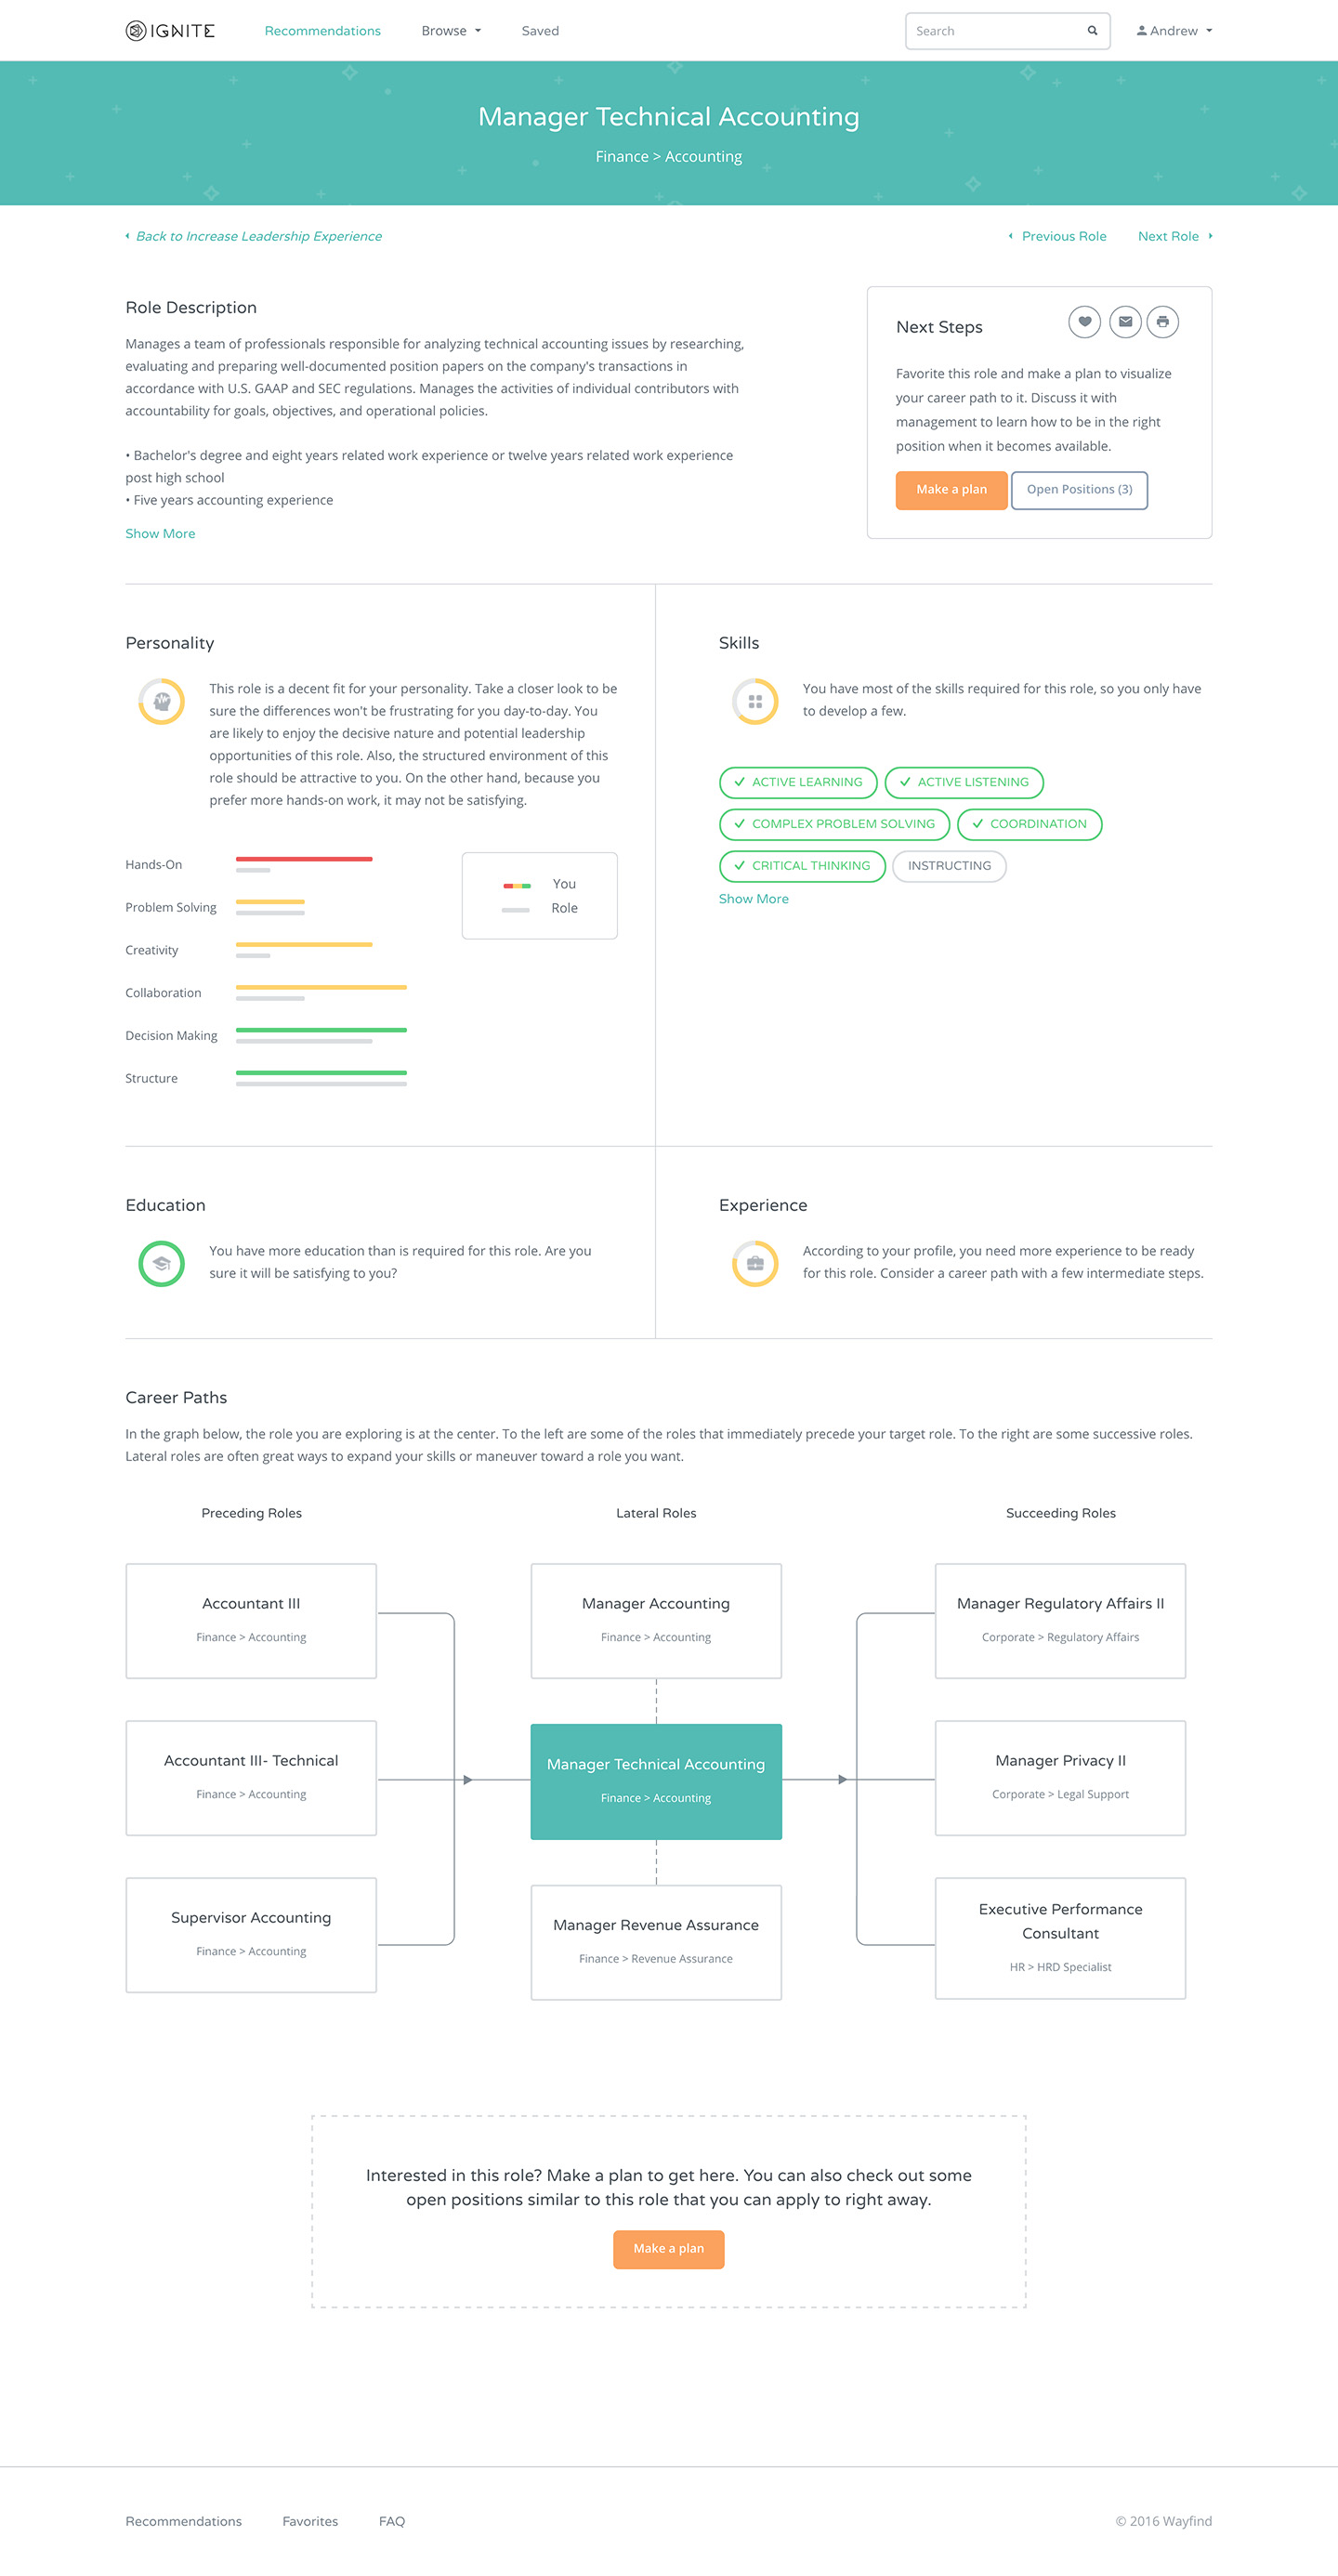 IGNITE
Recommendations
Browse
Saved
Search
Andrew
Manager Technical Accounting
Finance > Accounting
Back to Increase Leadership Experience
Previous Role
Next Role
Role Description
Manages a team of professionals responsible for analyzing technical accounting issues by researching,
evaluating and preparing well-documented position papers on the company's transactions in
accordance with U.S. GAAP and SEC regulations. Manages the activities of individual contributors with
accountability for goals, objectives, and operational policies.
• Bachelor's degree and eight years related work experience or twelve years related work experience
post high school
• Five years accounting experience
Show More
Next Steps
Favorite this role and make a plan to visualize
your career path to it. Discuss it with
management to learn how to be in the right
position when it becomes available.
Make a plan
Open Positions (3)
Personality
This role is a decent fit for your personality. Take a closer look to be
sure the differences won't be frustrating for you day-to-day. You
are likely to enjoy the decisive nature and potential leadership
opportunities of this role. Also, the structured environment of this
role should be attractive to you. On the other hand, because you
prefer more hands-on work, it may not be satisfying.
Hands-On
Problem Solving
Creativity
Collaboration
Decision Making
Structure
You
Role
Skills
You have most of the skills required for this role, so you only have
to develop a few.
ACTIVE LEARNING
ACTIVE LISTENING
COMPLEX PROBLEM SOLVING
COORDINATION
CRITICAL THINKING
INSTRUCTING
Show More
Education
You have more education than is required for this role. Are you
sure it will be satisfying to you?
Experience
According to your profile, you need more experience to be ready
for this role. Consider a career path with a few intermediate steps.
Career Paths
In the graph below, the role you are exploring is at the center. To the left are some of the roles that immediately precede your target role. To the right are some successive roles.
Lateral roles are often great ways to expand your skills or maneuver toward a role you want.
Preceding Roles
Lateral Roles
Succeeding Roles
Accountant III
Finance > Accounting
Manager Accounting
Finance > Accounting
Manager Regulatory Affairs II
Corporate > Regulatory Affairs
Accountant III- Technical
Finance > Accounting
Manager Technical Accounting
Finance > Accounting
Manager Privacy II
Corporate > Legal Support
Supervisor Accounting
Finance > Accounting
Manager Revenue Assurance
Finance > Revenue Assurance
Executive Performance
Consultant
HR > HRD Specialist
Interested in this role? Make a plan to get here. You can also check out some
open positions similar to this role that you can apply to right away.
Make a plan
Recommendations
Favorites
FAQ
© 2016 Wayfind